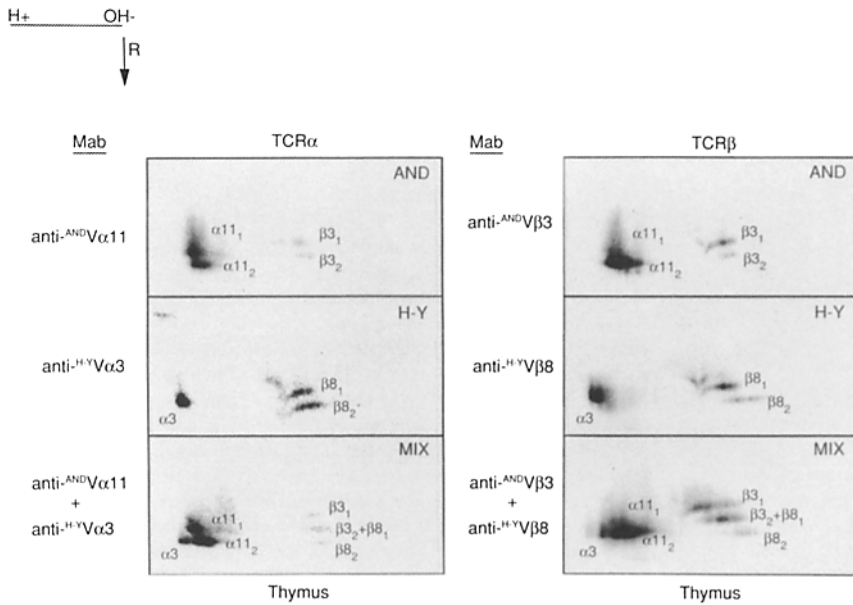 H+ OH-
R
Mab TCRα
AND
anti-ᴬᴺᴰVα11
α11₁
α11₂
β3₁
β3₂
H-Y
anti-ᴴ⁻ʸVα3
α3
β8₁
β8₂
MIX
anti-ᴬᴺᴰVα11
+
anti-ᴴ⁻ʸVα3
α3
α11₁
α11₂
β3₁
β3₂+β8₁
β8₂
Thymus
Mab TCRβ
AND
anti-ᴬᴺᴰVβ3
α11₁
α11₂
β3₁
β3₂
H-Y
anti-ᴴ⁻ʸVβ8
α3
β8₁
β8₂
MIX
anti-ᴬᴺᴰVβ3
+
anti-ᴴ⁻ʸVβ8
α3
α11₁
α11₂
β3₁
β3₂+β8₁
β8₂
Thymus